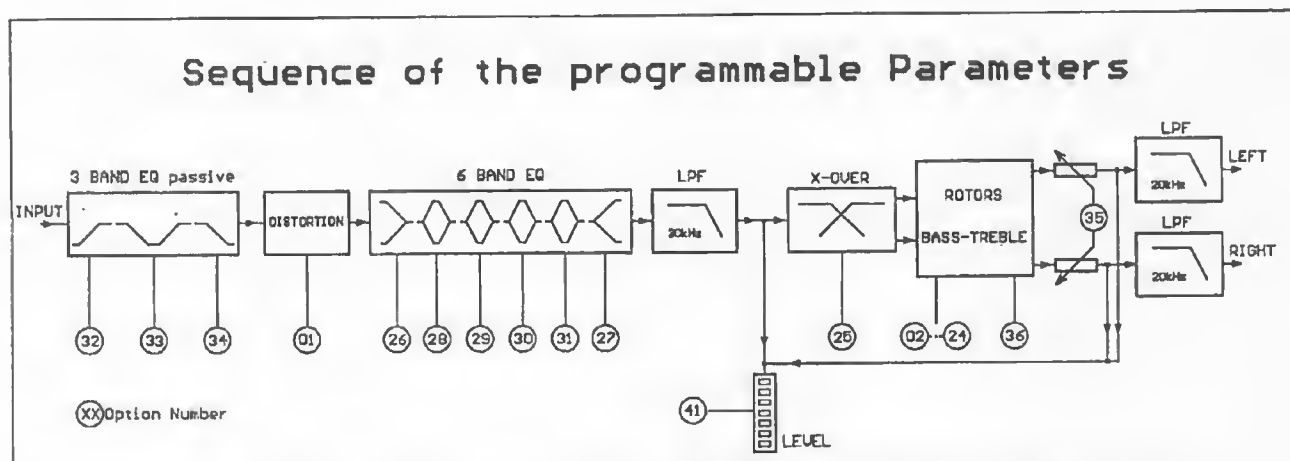 Sequence of the programmable Parameters
3 BAND EQ passive
6 BAND EQ
LPF
X-OVER
LPF
LEFT
INPUT
DISTORTION
20kHz
ROTORS
BASS-TREBLE
20kHz
35
LPF
RIGHT
20kHz
32
33
34
01
26
28
29
30
31
27
25
02---24
36
41
LEVEL
XX Option Number